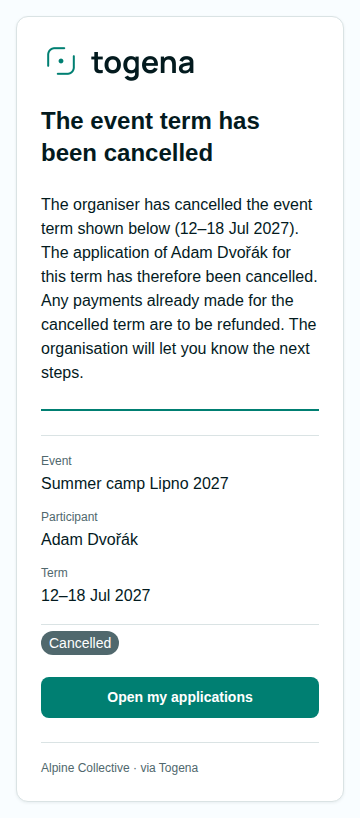 togena
The event term has
been cancelled
The organiser has cancelled the event
term shown below (12–18 Jul 2027).
The application of Adam Dvořák for
this term has therefore been cancelled.
Any payments already made for the
cancelled term are to be refunded. The
organisation will let you know the next
steps.
Event
Summer camp Lipno 2027
Participant
Adam Dvořák
Term
12–18 Jul 2027
Cancelled
Open my applications
Alpine Collective · via Togena